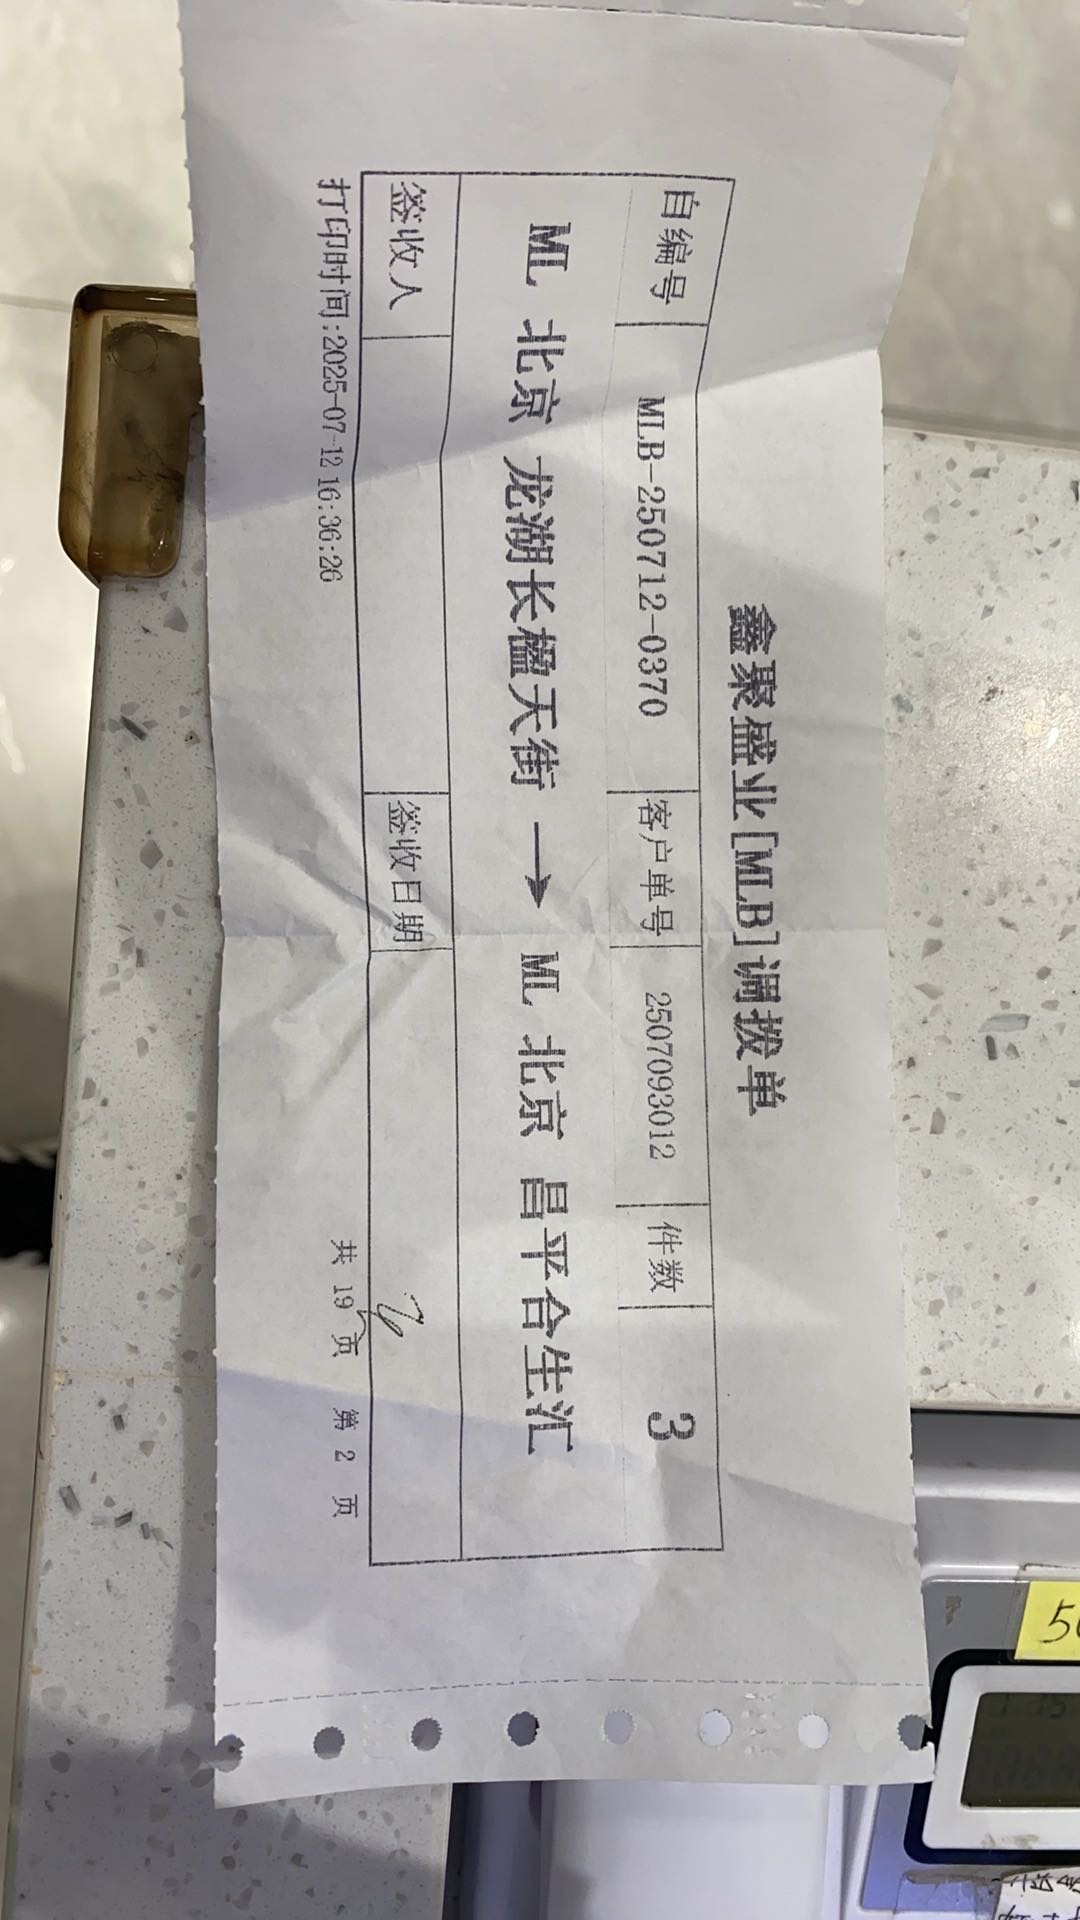 鑫聚盛业[MLB]调拨单
自编号 MLB-250712-0370 客户单号 2507093012 件数 3
ML 北京 龙湖长楹天街 → ML 北京 昌平合生汇
签收人 签收日期
打印时间:2025-07-12 16:36:26 共 19 页 第 2 页